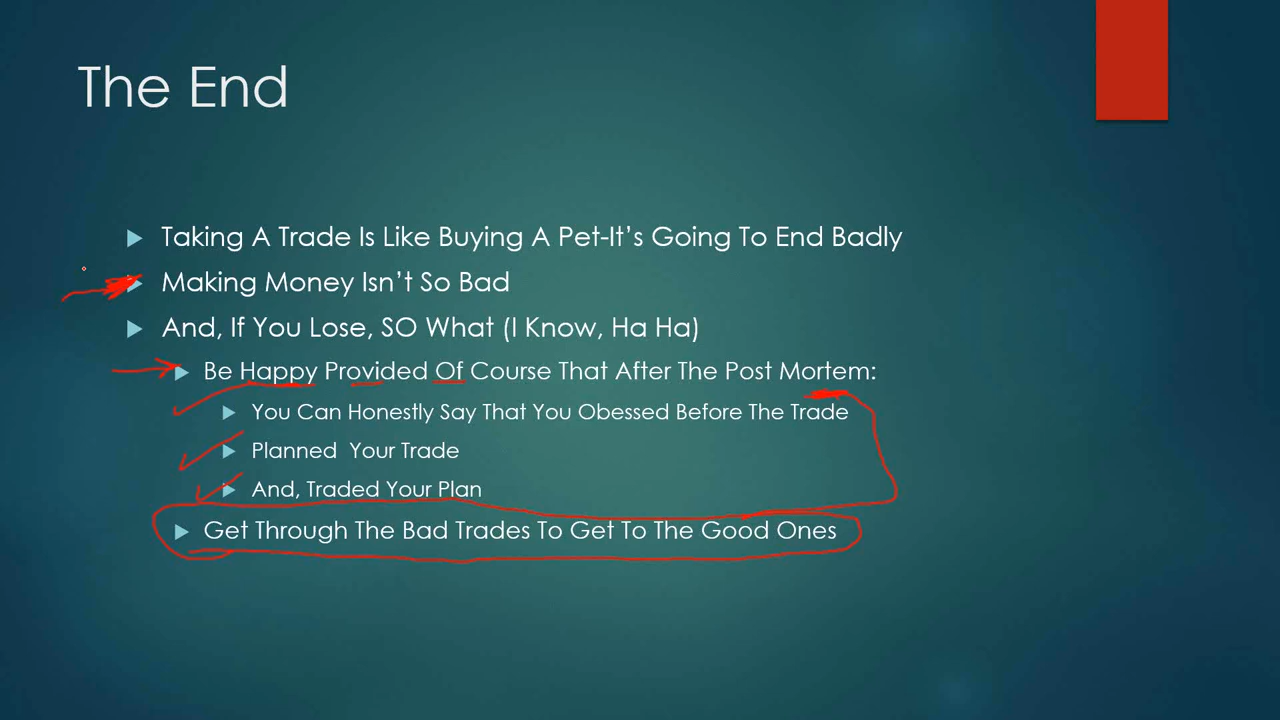 The End
Taking A Trade Is Like Buying A Pet-It's Going To End Badly
Making Money Isn't So Bad
And, If You Lose, SO What (I Know, Ha Ha)
Be Happy Provided Of Course That After The Post Mortem:
You Can Honestly Say That You Obessed Before The Trade
Planned  Your Trade
And, Traded Your Plan
Get Through The Bad Trades To Get To The Good Ones